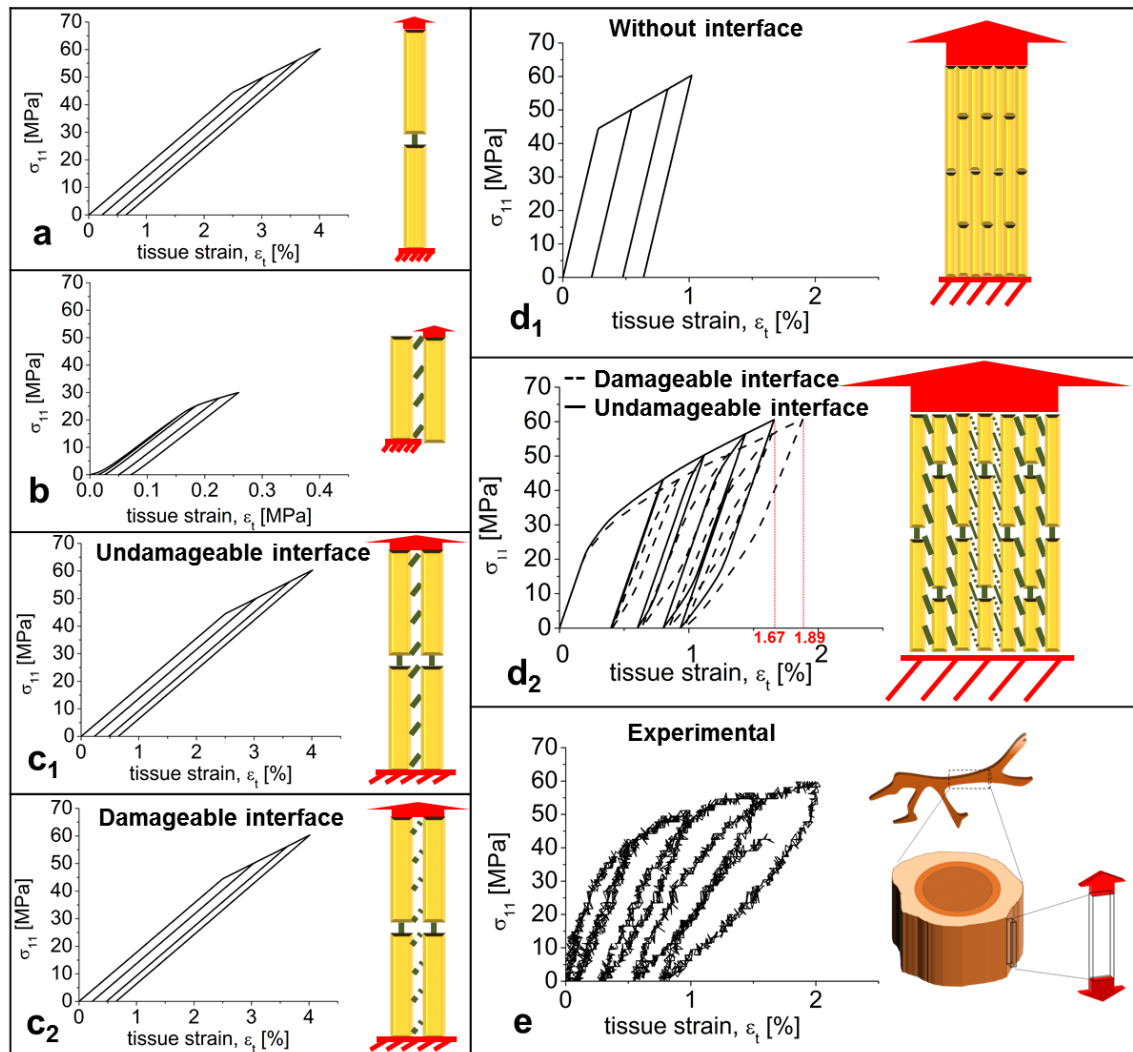 70
60
50
40
30
20
10
0
σ11 [MPa]
0 1 2 3 4
tissue strain, εt [%]
a
70
60
50
40
30
20
10
0
σ11 [MPa]
0.0 0.1 0.2 0.3 0.4
tissue strain, εt [MPa]
b
Undamageable interface
70
60
50
40
30
20
10
0
σ11 [MPa]
0 1 2 3 4
tissue strain, εt [%]
c1
Damageable interface
70
60
50
40
30
20
10
0
σ11 [MPa]
0 1 2 3 4
tissue strain, εt [%]
c2
Without interface
70
60
50
40
30
20
10
0
σ11 [MPa]
0 1 2
tissue strain, εt [%]
d1
Damageable interface
Undamageable interface
70
60
50
40
30
20
10
0
σ11 [MPa]
1.67 1.89
0 1 2
tissue strain, εt [%]
d2
Experimental
70
60
50
40
30
20
10
0
σ11 [MPa]
0 1 2
tissue strain, εt [%]
e